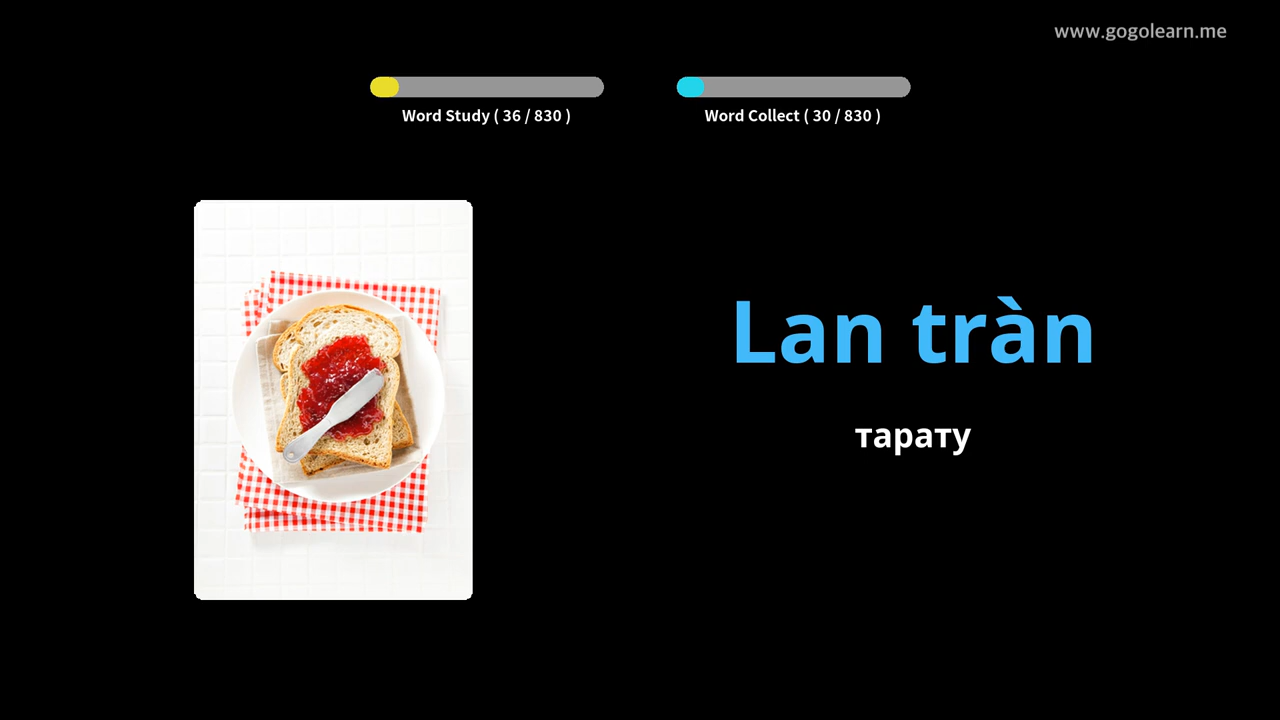 www.gogolearn.me
Word Study ( 36 / 830 )
Word Collect ( 30 / 830 )
Lan tràn
тарату